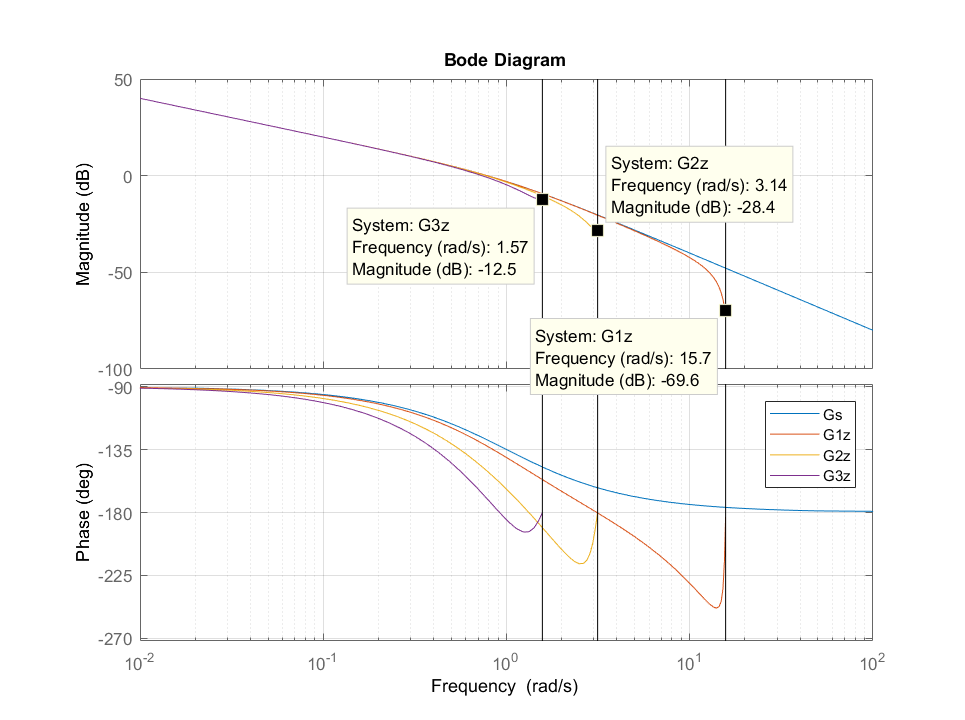 Bode Diagram
50
0
-50
-100
Magnitude (dB)
System: G2z
Frequency (rad/s): 3.14
Magnitude (dB): -28.4
System: G3z
Frequency (rad/s): 1.57
Magnitude (dB): -12.5
System: G1z
Frequency (rad/s): 15.7
Magnitude (dB): -69.6
-90
-135
-180
-225
-270
Phase (deg)
Gs
G1z
G2z
G3z
10^-2
10^-1
10^0
10^1
10^2
Frequency (rad/s)